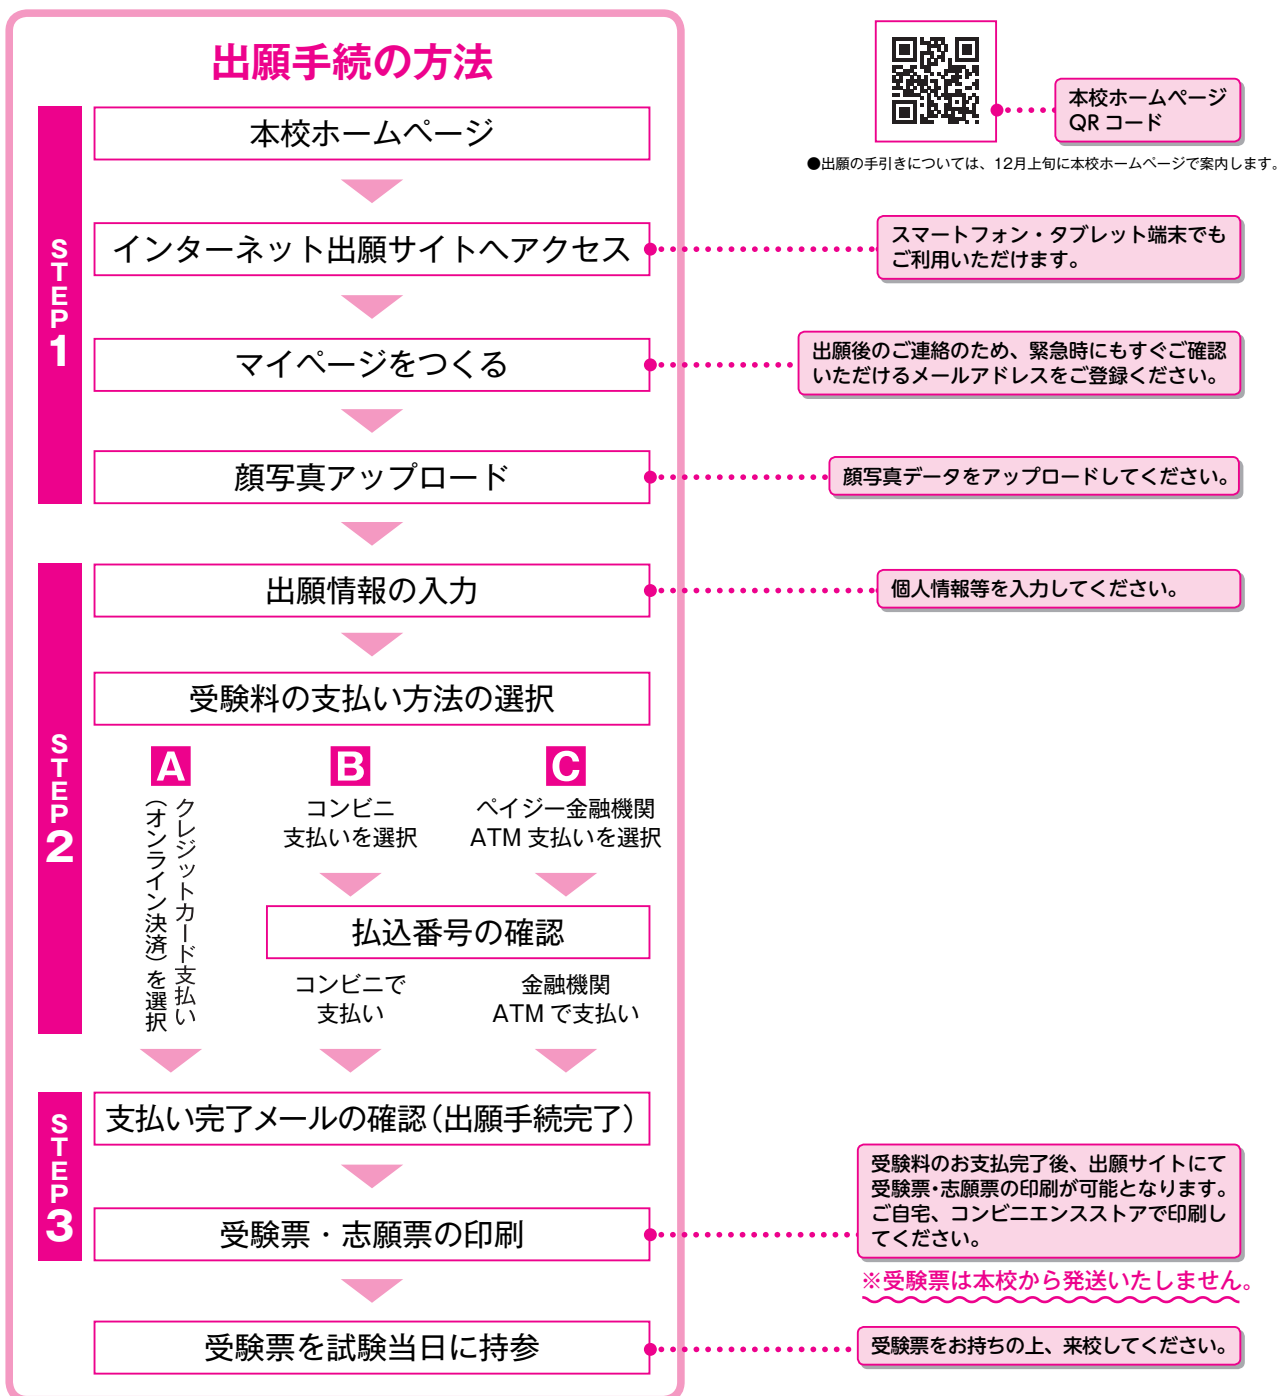 出願手続の方法
本校ホームページ
QR コード
●出願の手引きについては、12月上旬に本校ホームページで案内します。
STEP1
本校ホームページ
インターネット出願サイトへアクセス
スマートフォン・タブレット端末でも
ご利用いただけます。
マイページをつくる
出願後のご連絡のため、緊急時にもすぐご確認
いただけるメールアドレスをご登録ください。
顔写真アップロード
顔写真データをアップロードしてください。
STEP2
出願情報の入力
個人情報等を入力してください。
受験料の支払い方法の選択
A
クレジットカード支払い
(オンライン決済)を選択
B
コンビニ
支払いを選択
C
ペイジー金融機関
ATM 支払いを選択
払込番号の確認
コンビニで
支払い
金融機関
ATM で支払い
STEP3
支払い完了メールの確認(出願手続完了)
受験票・志願票の印刷
受験料のお支払完了後、出願サイトにて
受験票・志願票の印刷が可能となります。
ご自宅、コンビニエンスストアで印刷し
てください。
※受験票は本校から発送いたしません。
受験票を試験当日に持参
受験票をお持ちの上、来校してください。